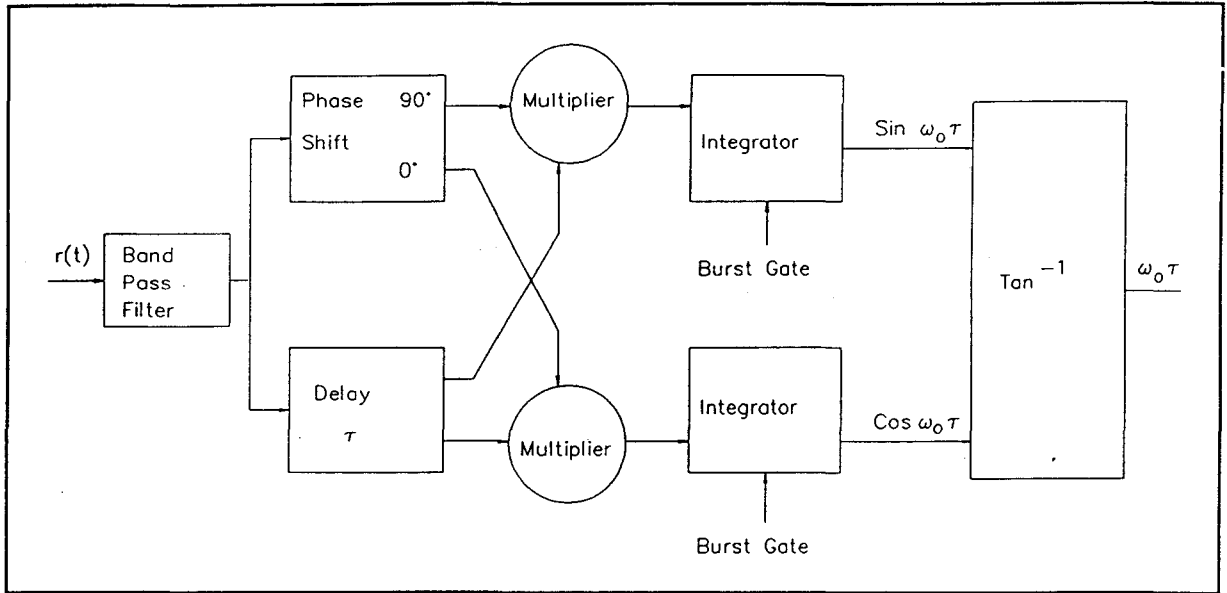 Phase 90°
Shift
0°
Multiplier
Integrator
Sin ω₀τ
Burst Gate
r(t)
Band
Pass
Filter
Tan⁻¹
ω₀τ
Delay
τ
Multiplier
Integrator
Cos ω₀τ
Burst Gate